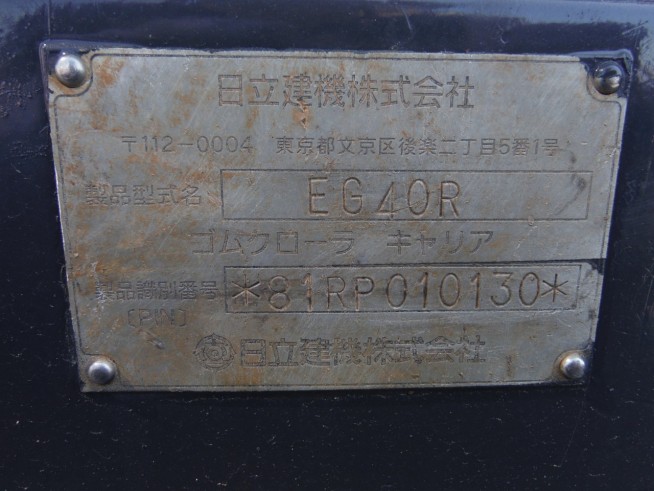 日立建機株式会社
〒112-0004 東京都文京区後楽二丁目5番1号
製品型式名 EG40R
ゴムクローラ キャリア
製品識別番号 *81RP010130*
[PIN]
日立建機株式会社